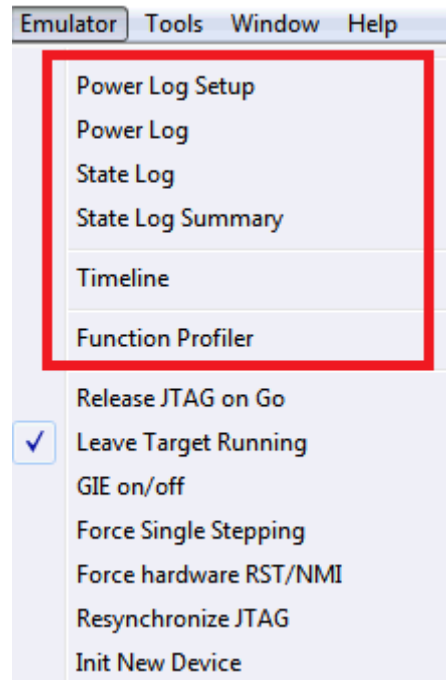 Emulator Tools Window Help
Power Log Setup
Power Log
State Log
State Log Summary
Timeline
Function Profiler
Release JTAG on Go
Leave Target Running
GIE on/off
Force Single Stepping
Force hardware RST/NMI
Resynchronize JTAG
Init New Device